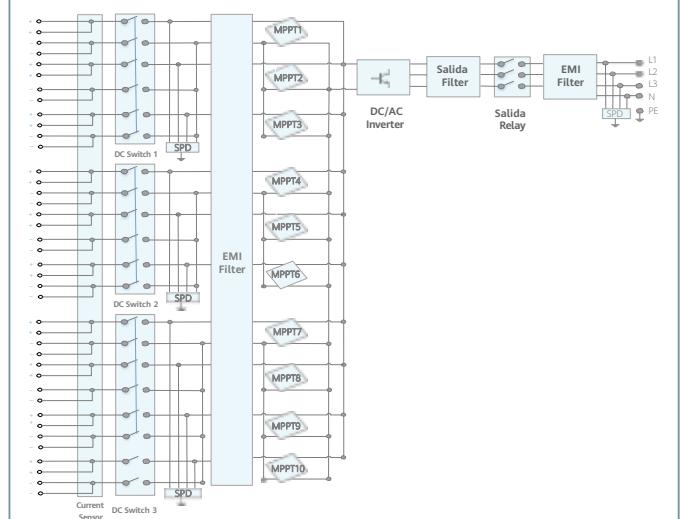 MPPT1
L1
Salida
Filter
EMI
Filter
L2
MPPT2
L3
N
DC/AC
Inverter
Salida
Relay
SPD
PE
MPPT3
SPD
DC Switch 1
MPPT4
MPPT5
EMI
Filter
MPPT6
SPD
DC Switch 2
MPPT7
MPPT8
MPPT9
MPPT10
SPD
Current
Sensor
DC Switch 3